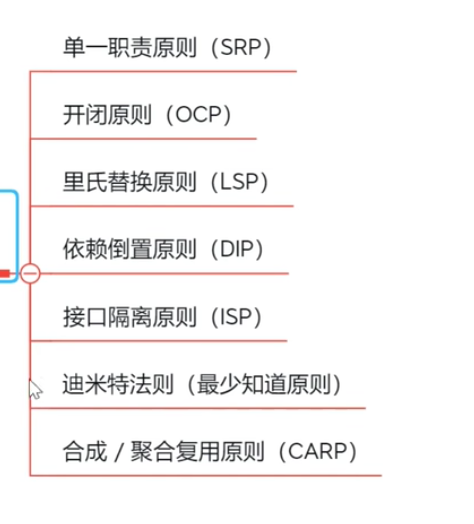 单一职责原则（SRP）
开闭原则（OCP）
里氏替换原则（LSP）
依赖倒置原则（DIP）
接口隔离原则（ISP）
迪米特法则（最少知道原则）
合成 / 聚合复用原则（CARP）